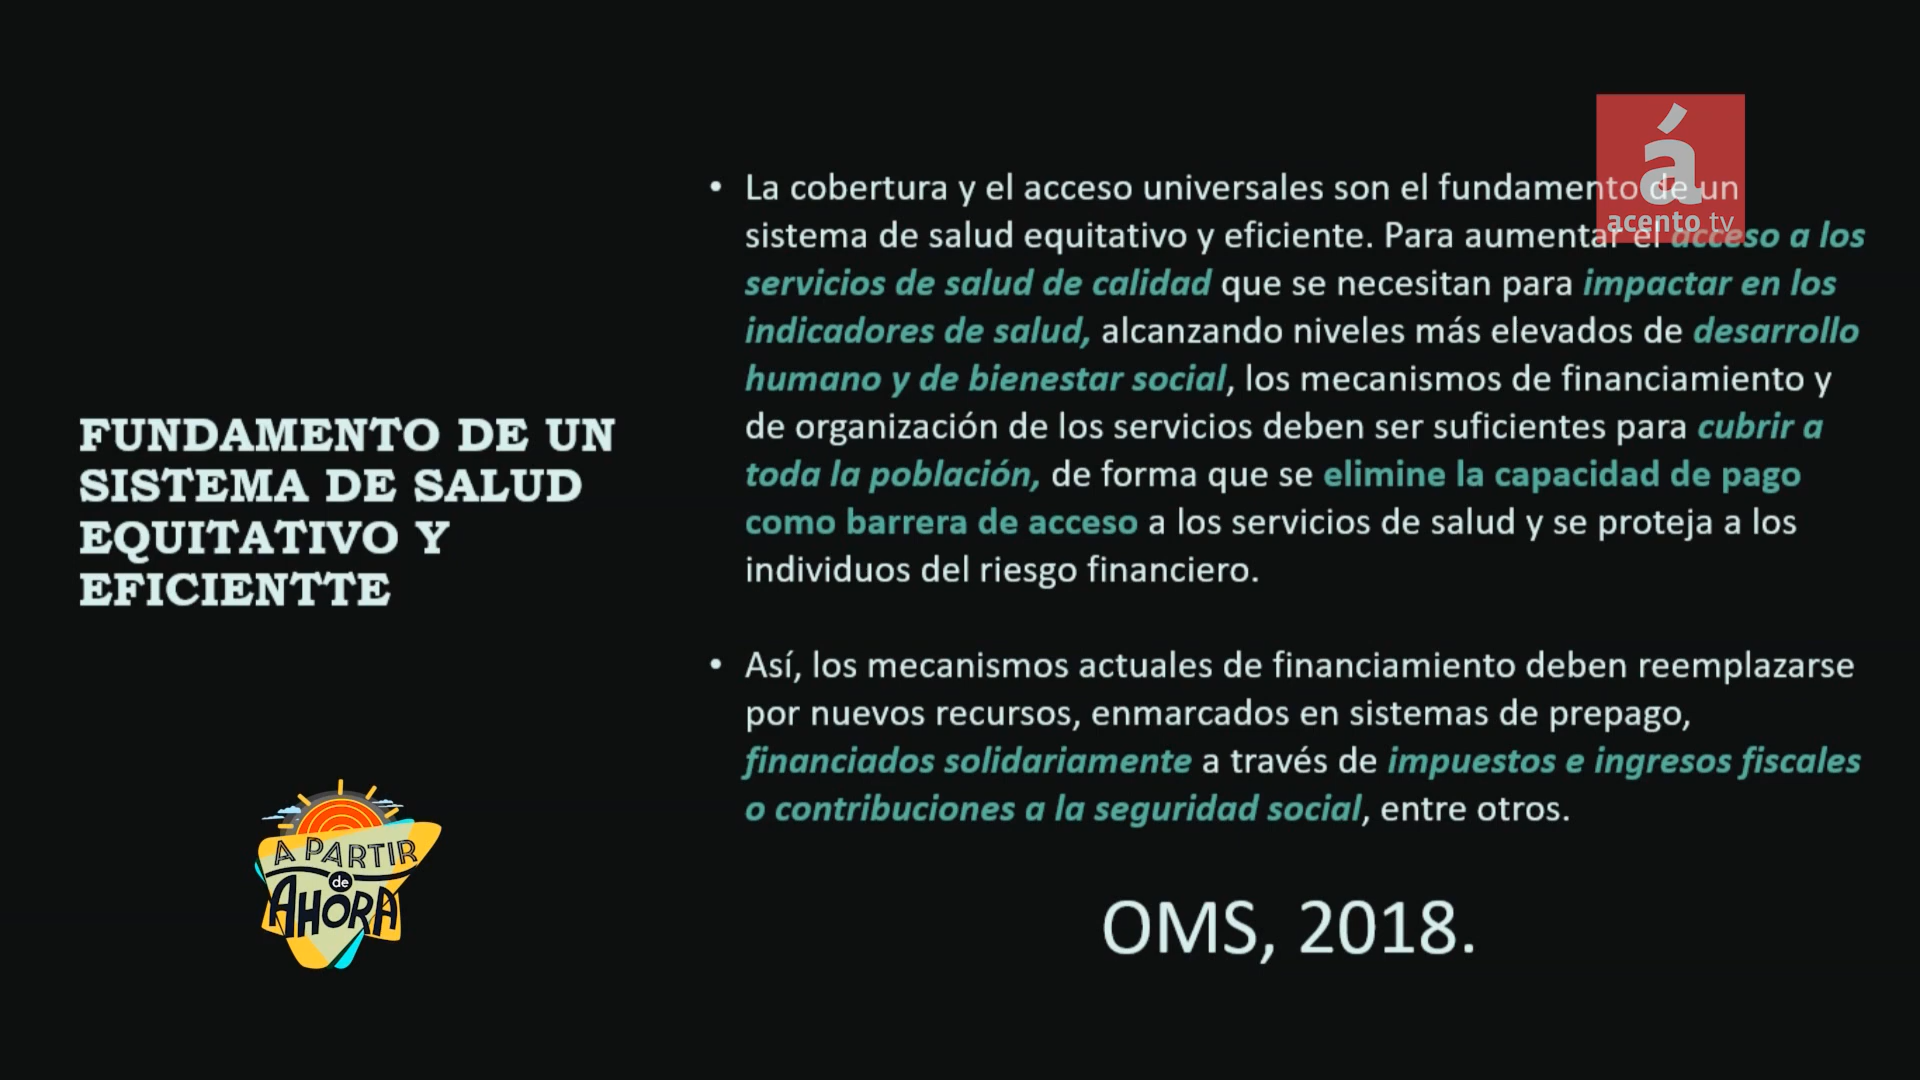 FUNDAMENTO DE UN
SISTEMA DE SALUD
EQUITATIVO Y
EFICIENTTE
• La cobertura y el acceso universales son el fundamento de un
sistema de salud equitativo y eficiente. Para aumentar el acceso a los
servicios de salud de calidad que se necesitan para impactar en los
indicadores de salud, alcanzando niveles más elevados de desarrollo
humano y de bienestar social, los mecanismos de financiamiento y
de organización de los servicios deben ser suficientes para cubrir a
toda la población, de forma que se elimine la capacidad de pago
como barrera de acceso a los servicios de salud y se proteja a los
individuos del riesgo financiero.
• Así, los mecanismos actuales de financiamiento deben reemplazarse
por nuevos recursos, enmarcados en sistemas de prepago,
financiados solidariamente a través de impuestos e ingresos fiscales
o contribuciones a la seguridad social, entre otros.
OMS, 2018.
á
acento tv
A PARTIR
de
AHORA